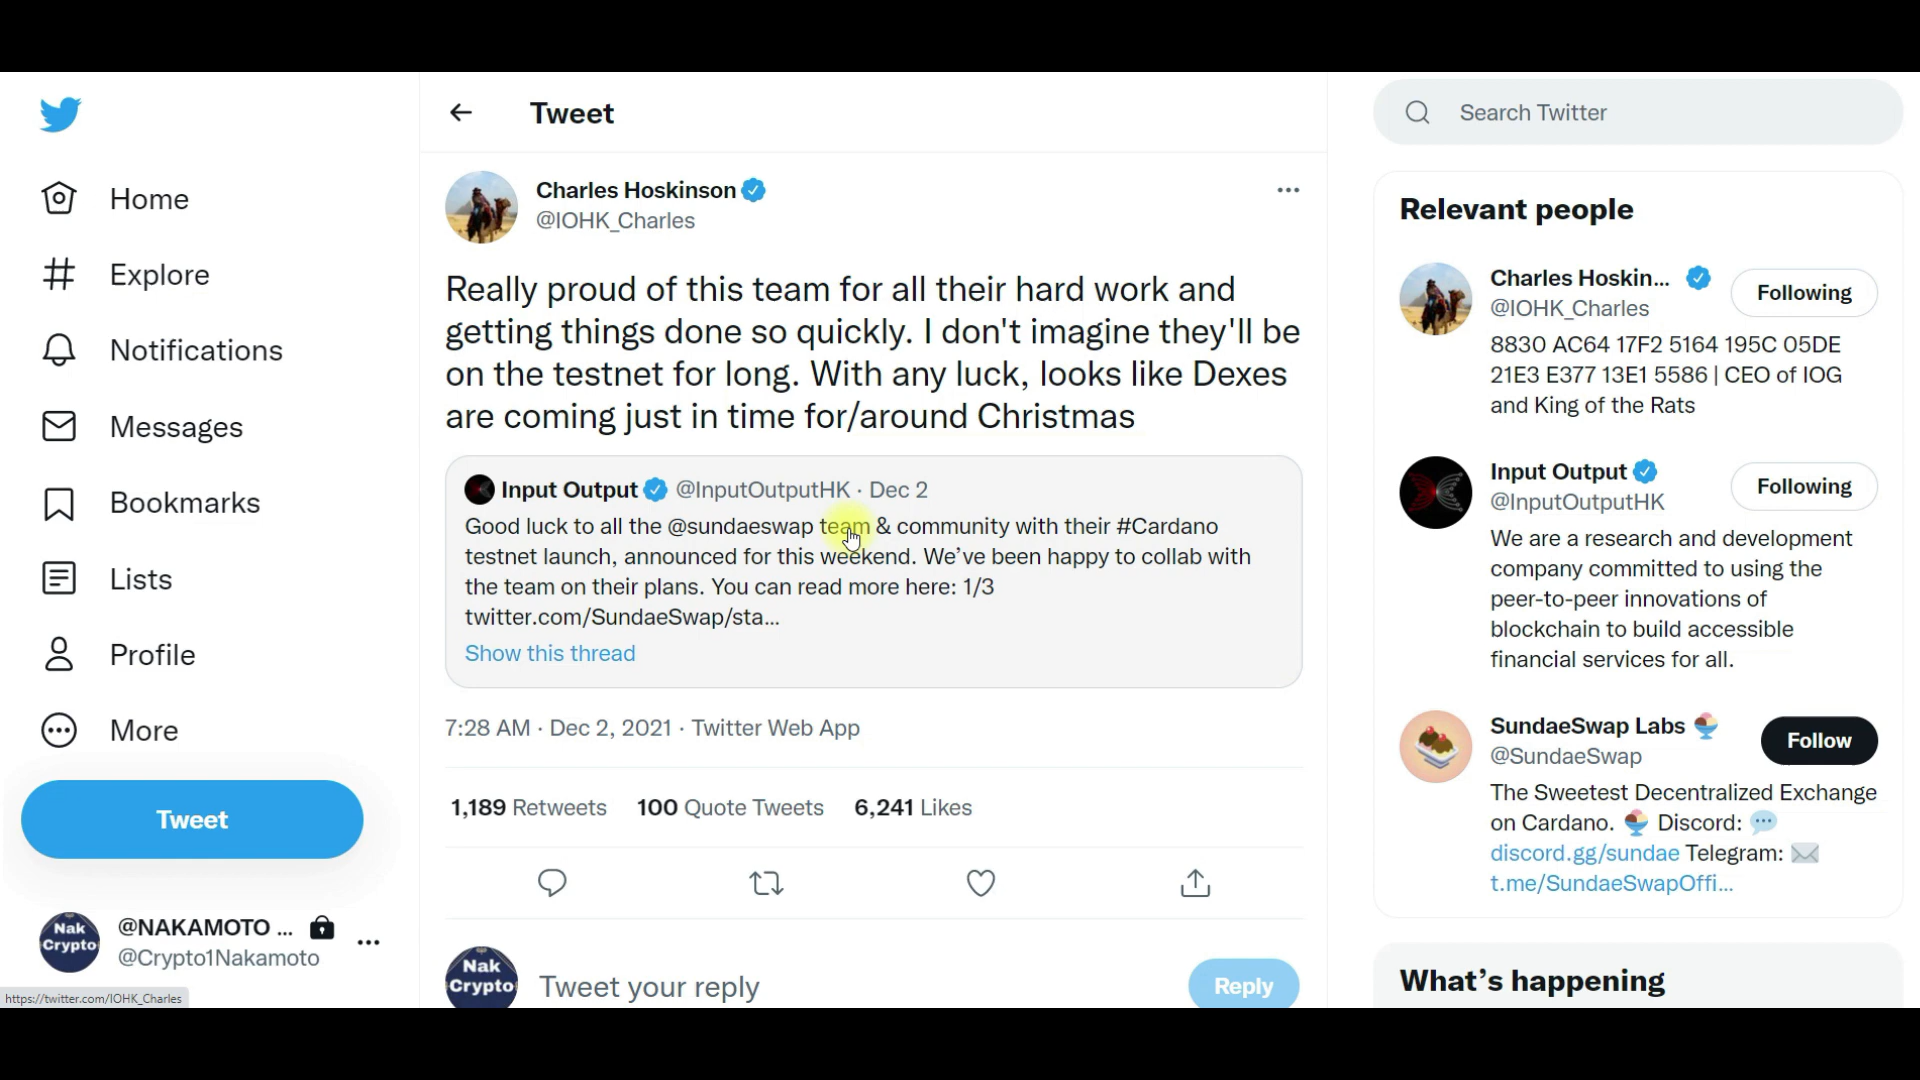 Home
Explore
Notifications
Messages
Bookmarks
Lists
Profile
More
Tweet
Nak
Crypto
@NAKAMOTO ...
@Crypto1Nakamoto
https://twitter.com/IOHK_Charles
Tweet
Charles Hoskinson
@IOHK_Charles
Really proud of this team for all their hard work and
getting things done so quickly. I don't imagine they'll be
on the testnet for long. With any luck, looks like Dexes
are coming just in time for/around Christmas
Input Output @InputOutputHK · Dec 2
Good luck to all the @sundaeswap team & community with their #Cardano
testnet launch, announced for this weekend. We’ve been happy to collab with
the team on their plans. You can read more here: 1/3
twitter.com/SundaeSwap/sta...
Show this thread
7:28 AM · Dec 2, 2021 · Twitter Web App
1,189 Retweets 100 Quote Tweets 6,241 Likes
Nak
Crypto
Tweet your reply
Reply
Search Twitter
Relevant people
Charles Hoskin...
@IOHK_Charles
Following
8830 AC64 17F2 5164 195C 05DE
21E3 E377 13E1 5586 | CEO of IOG
and King of the Rats
Input Output
@InputOutputHK
Following
We are a research and development
company committed to using the
peer-to-peer innovations of
blockchain to build accessible
financial services for all.
SundaeSwap Labs 🍨
@SundaeSwap
Follow
The Sweetest Decentralized Exchange
on Cardano. 🍨 Discord: 💬
discord.gg/sundae Telegram: ✉️
t.me/SundaeSwapOffi...
What’s happening